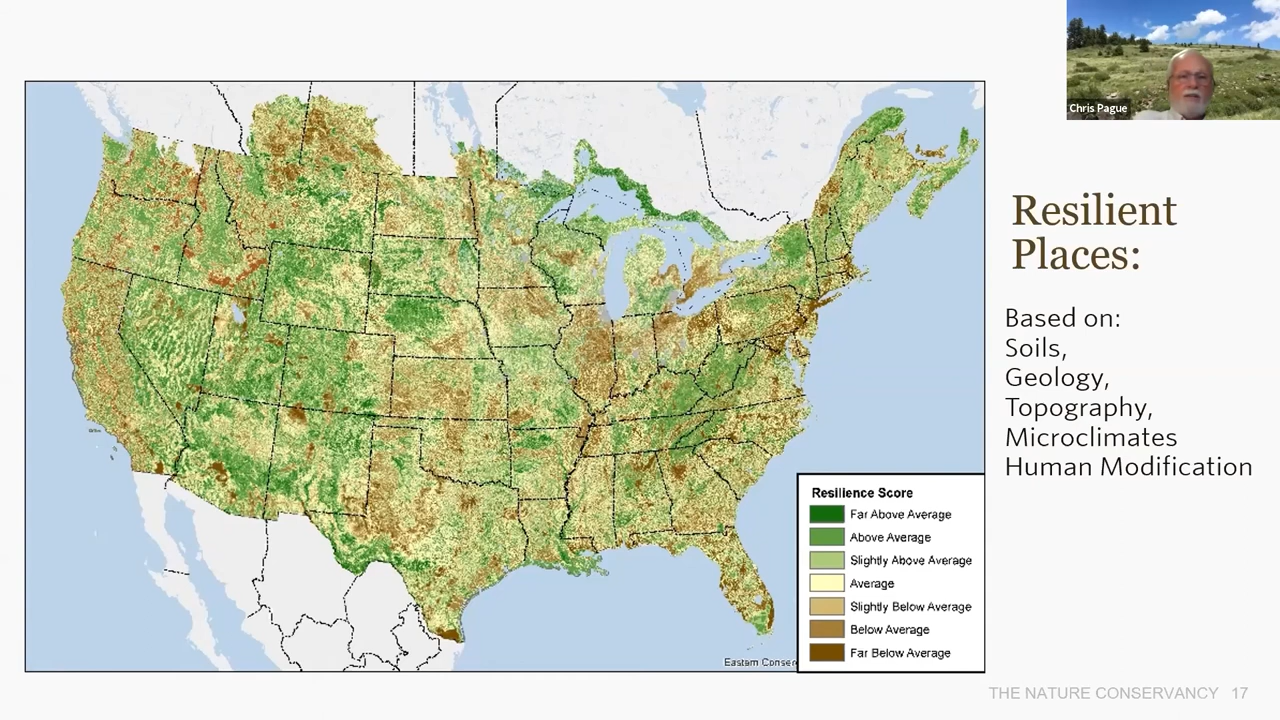 Chris Pague
Resilient
Places:
Based on:
Soils,
Geology,
Topography,
Microclimates
Human Modification
Resilience Score
Far Above Average
Above Average
Slightly Above Average
Average
Slightly Below Average
Below Average
Far Below Average
Eastern Conser
THE NATURE CONSERVANCY 17